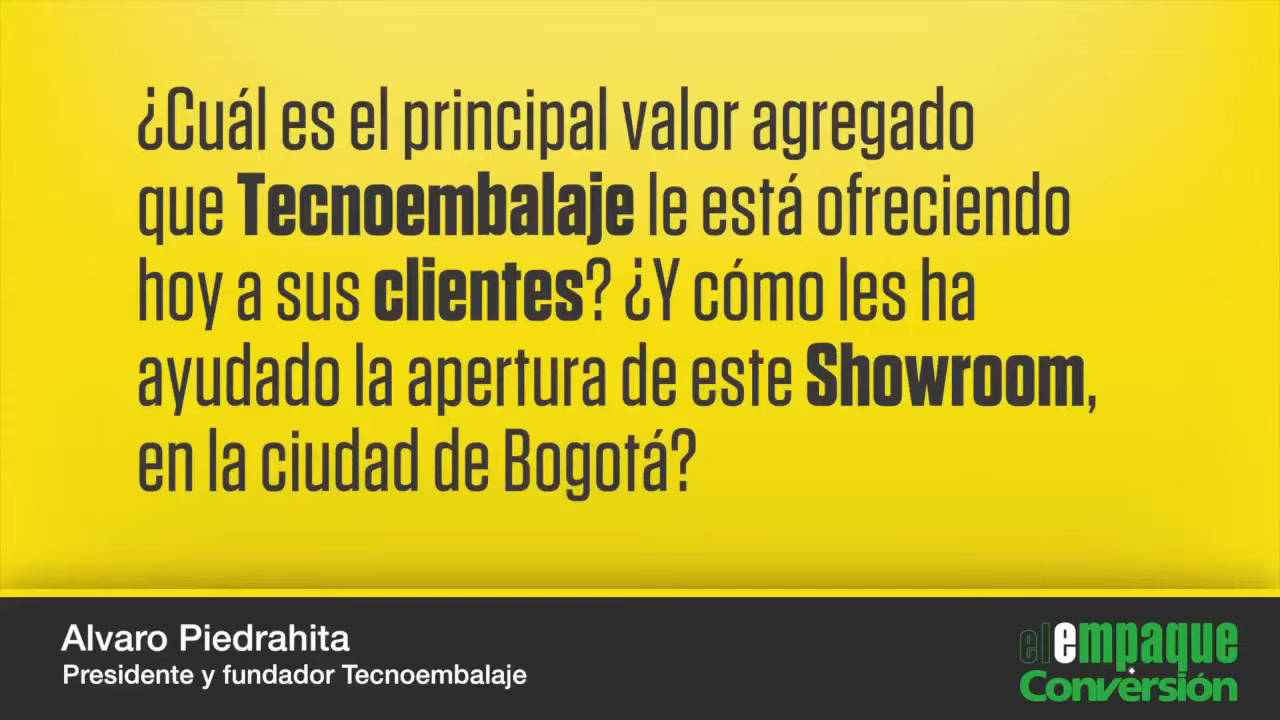 ¿Cuál es el principal valor agregado
que Tecnoembalaje le está ofreciendo
hoy a sus clientes? ¿Y cómo les ha
ayudado la apertura de este Showroom,
en la ciudad de Bogotá?
Alvaro Piedrahita
Presidente y fundador Tecnoembalaje
elempaque
+
Conversión